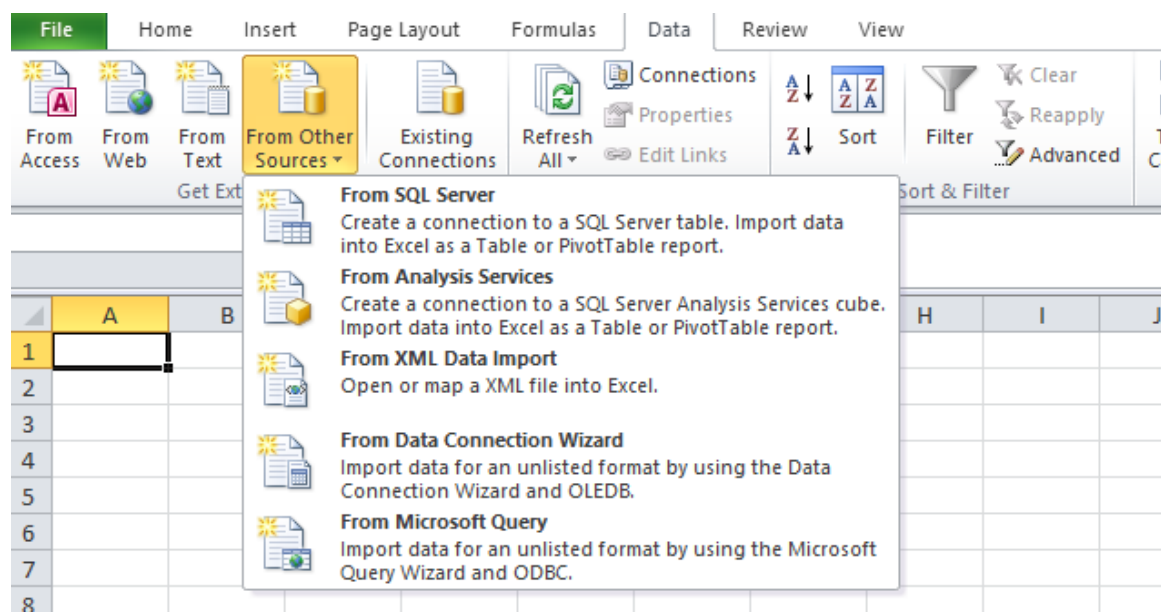 File Home Insert Page Layout Formulas Data Review View
From Access
From Web
From Text
From Other Sources
Existing Connections
Refresh All
Connections
Properties
Edit Links
A Z
Z A
A Z
Z A
Sort
Filter
Clear
Reapply
Advanced
Get Ext
Sort & Filter
From SQL Server
Create a connection to a SQL Server table. Import data
into Excel as a Table or PivotTable report.
From Analysis Services
Create a connection to a SQL Server Analysis Services cube.
Import data into Excel as a Table or PivotTable report.
From XML Data Import
Open or map a XML file into Excel.
From Data Connection Wizard
Import data for an unlisted format by using the Data
Connection Wizard and OLEDB.
From Microsoft Query
Import data for an unlisted format by using the Microsoft
Query Wizard and ODBC.
A B H I J
1
2
3
4
5
6
7
8